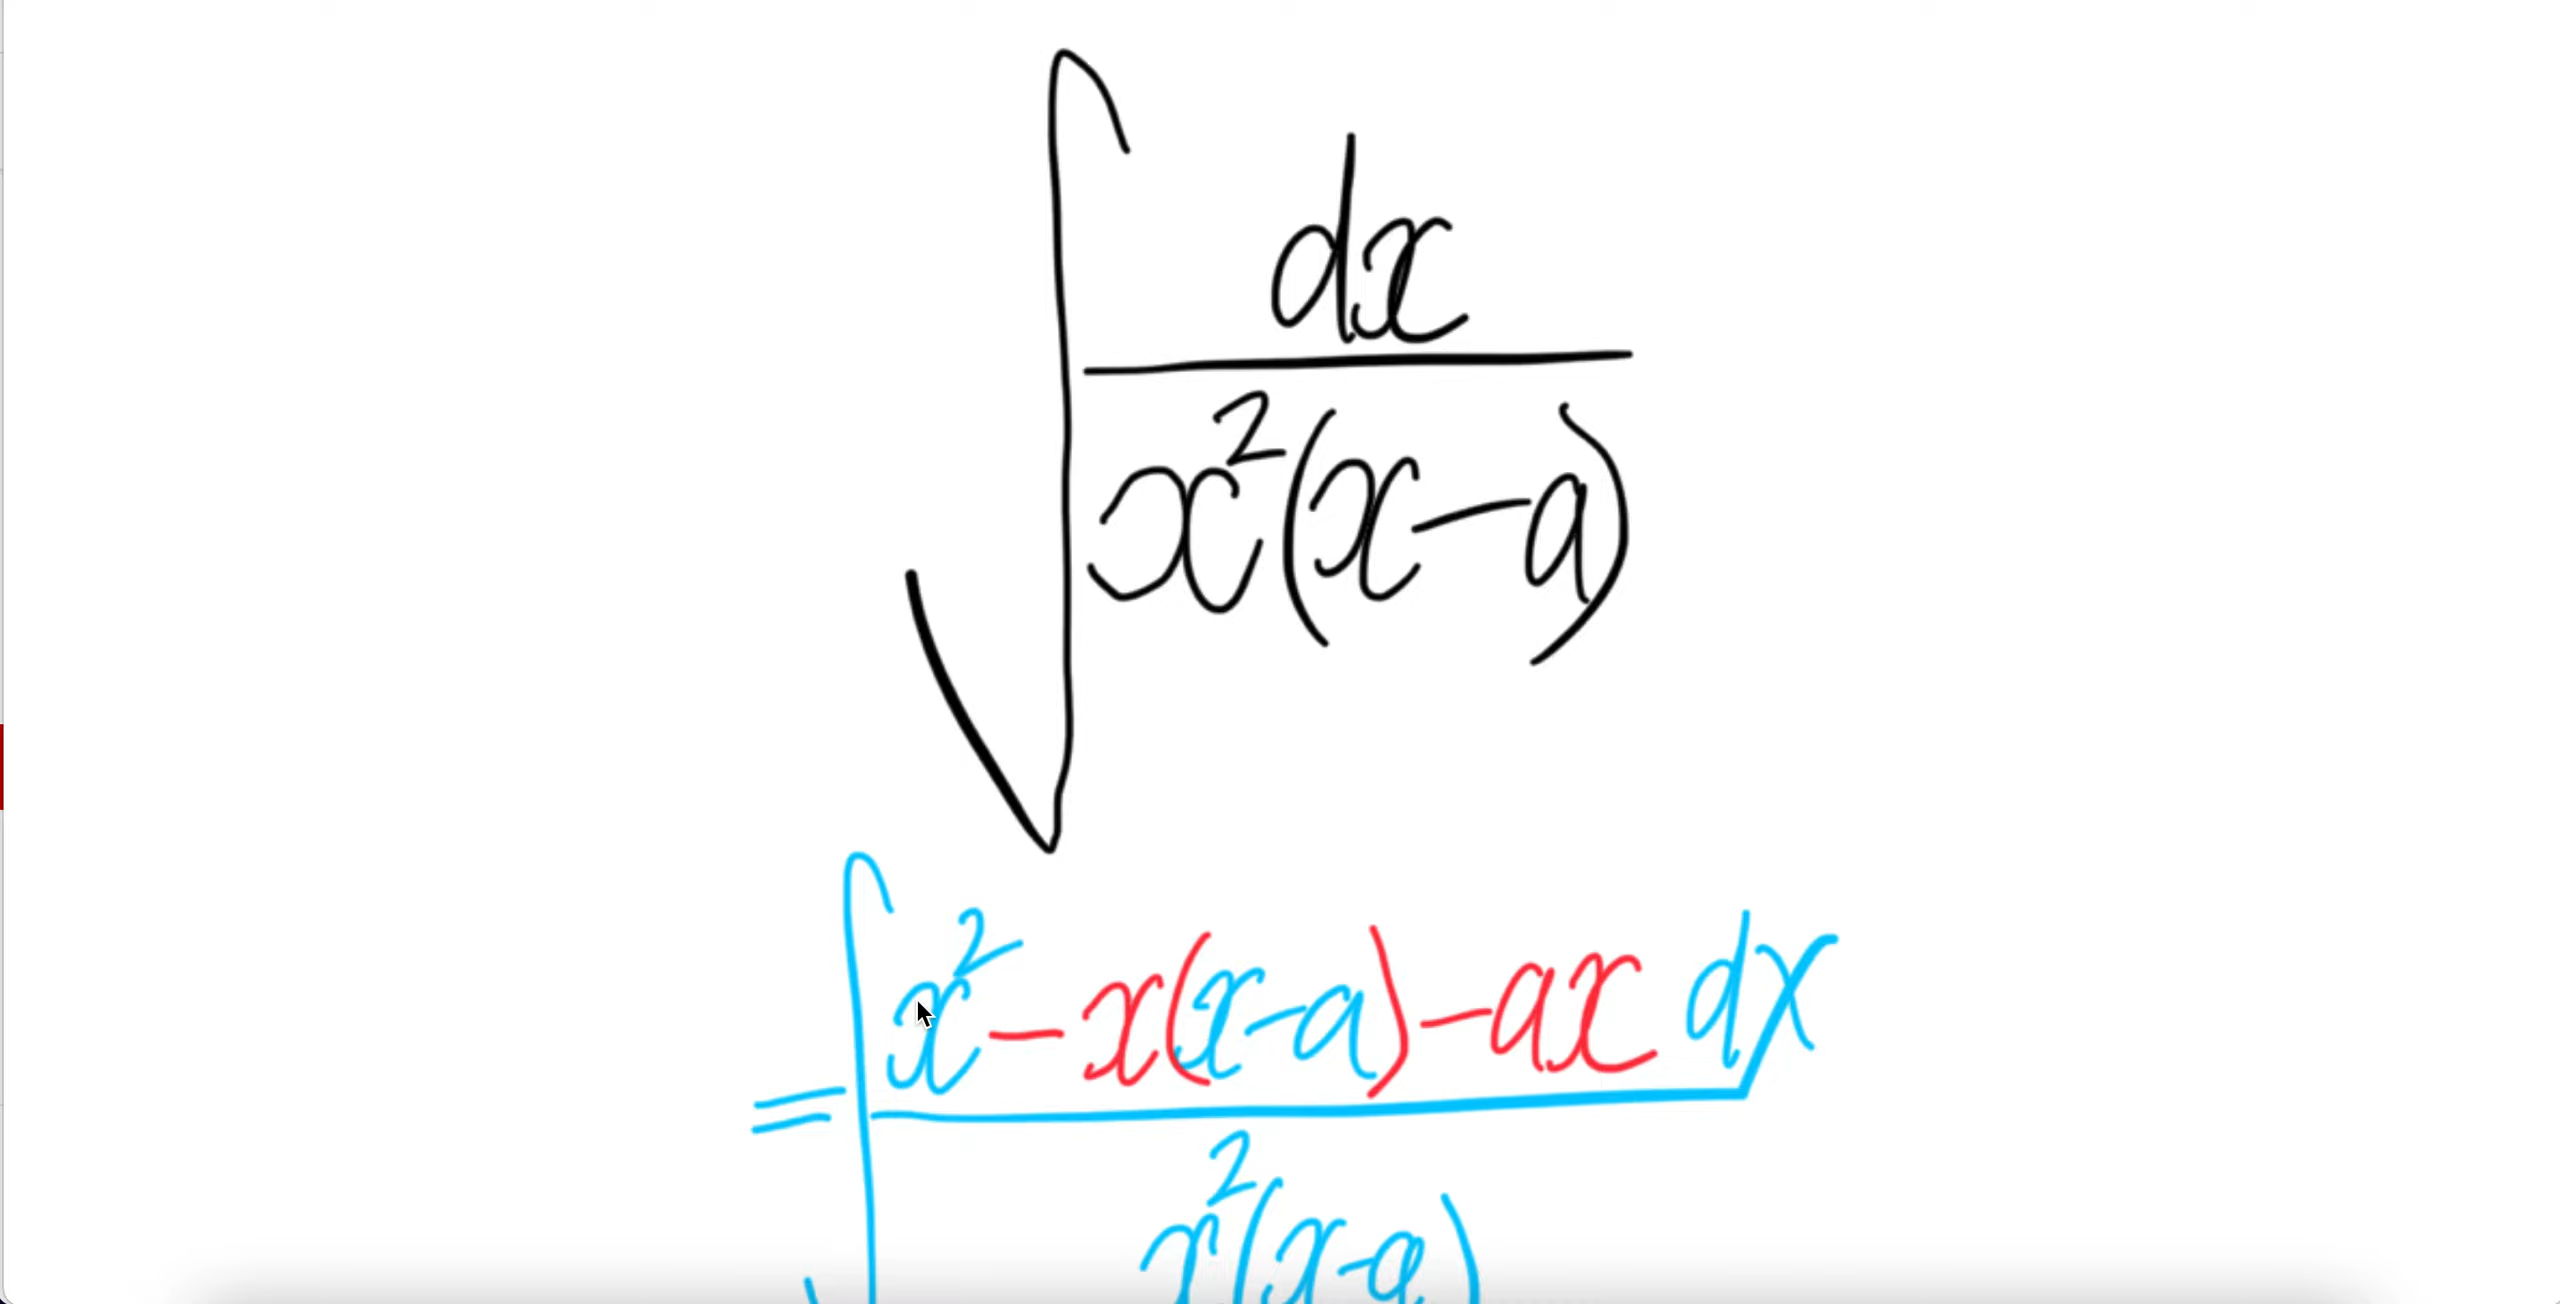 ∫ dx / x²(x-a)
= ∫ x² - x(x-a) - ax dx / x²(x-a)